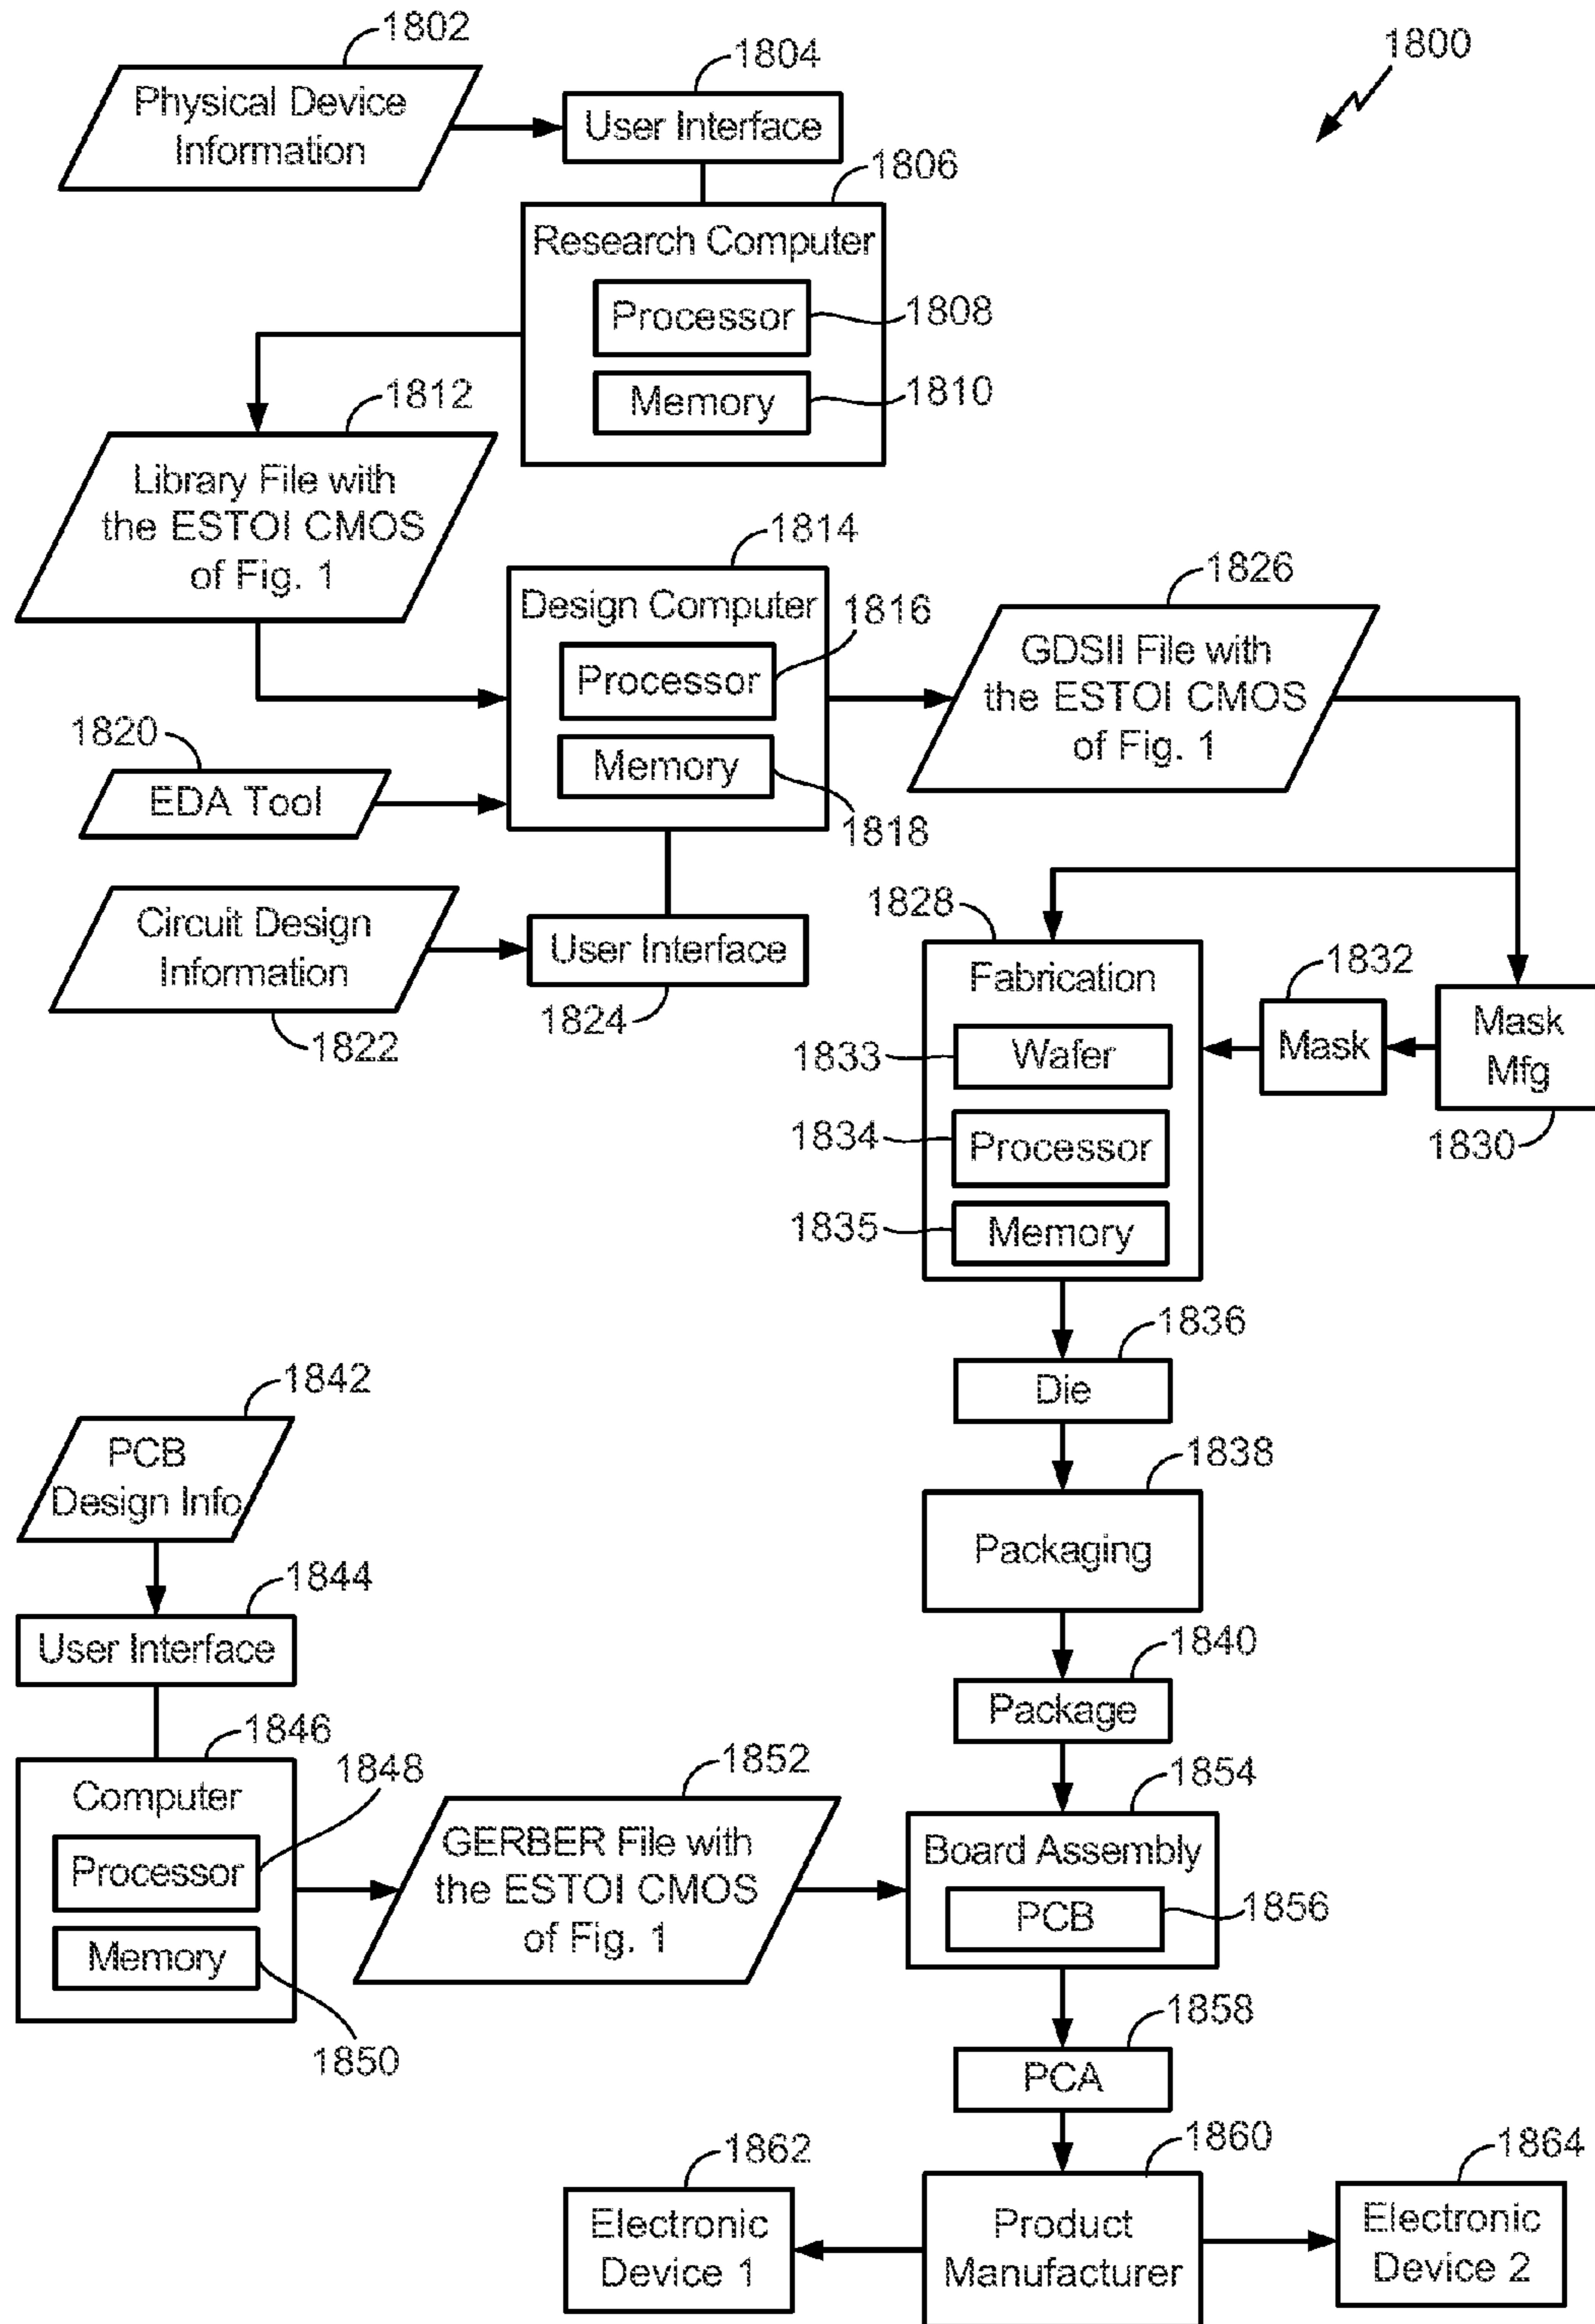 1802
Physical Device
Information
1804
User Interface
1800
1806
Research Computer
Processor
1808
Memory
1810
1812
Library File with
the ESTOI CMOS
of Fig. 1
1814
Design Computer
1816
Processor
Memory
1818
1826
GDSII File with
the ESTOI CMOS
of Fig. 1
1820
EDA Tool
Circuit Design
Information
1822
User Interface
1824
1828
Fabrication
1833
Wafer
1834
Processor
1835
Memory
1832
Mask
Mask
Mfg
1830
1836
Die
1838
Packaging
1840
Package
1842
PCB
Design Info
1844
User Interface
1846
Computer
1848
Processor
Memory
1850
1852
GERBER File with
the ESTOI CMOS
of Fig. 1
1854
Board Assembly
PCB
1856
1858
PCA
1860
Product
Manufacturer
1862
Electronic
Device 1
1864
Electronic
Device 2